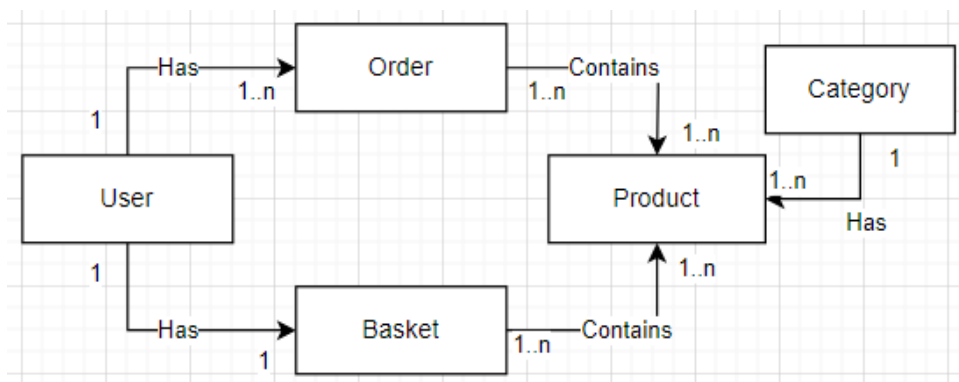 Has
Order
Contains
1..n
1..n
1
1..n
Category
1
User
Product
1..n
Has
1
1..n
Has
Basket
Contains
1
1..n